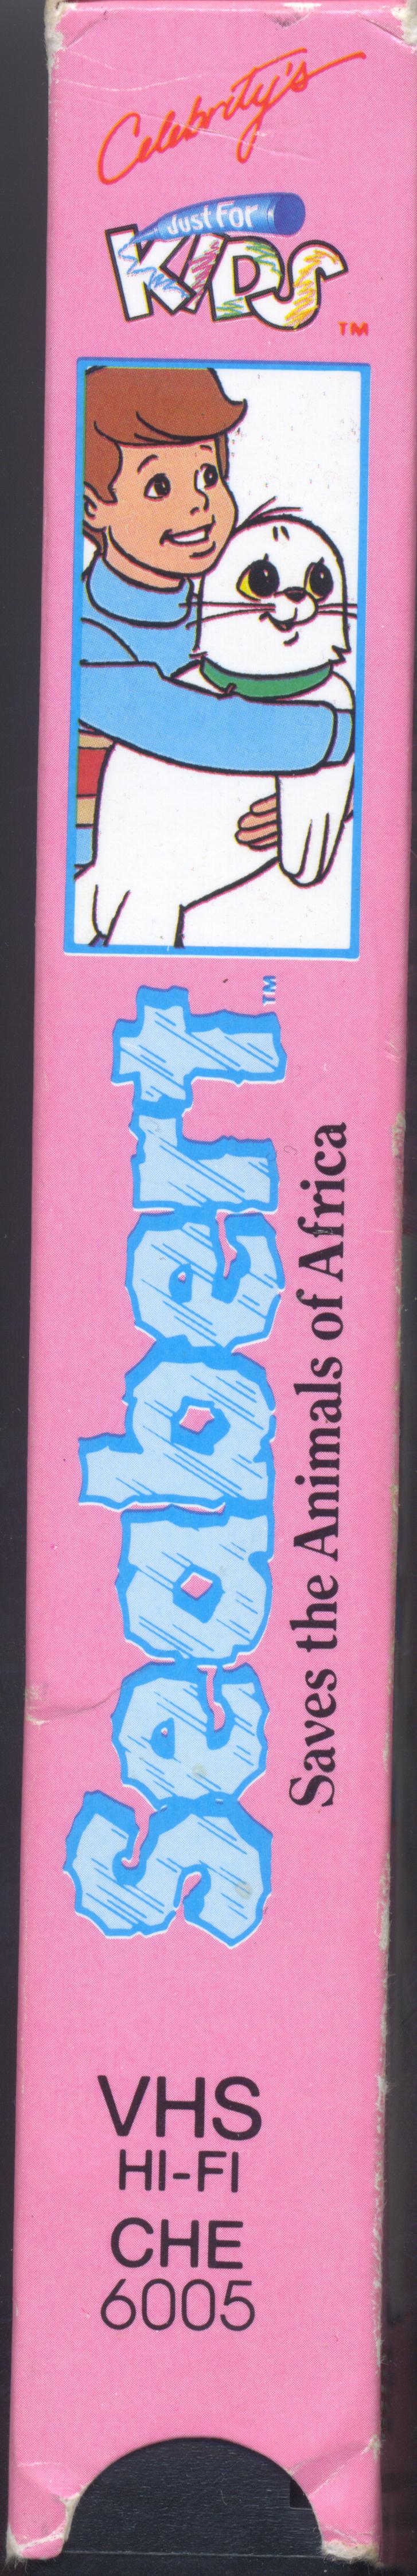 Celebrity's
Just For
KIDS
TM
Seabert TM
Saves the Animals of Africa
VHS
HI-FI
CHE
6005